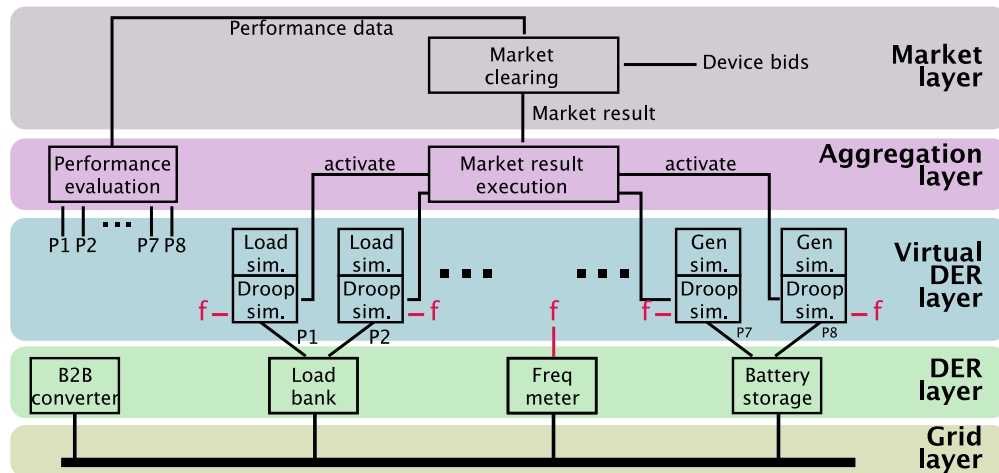 Performance data
Market
clearing
Device bids
Market
layer
Market result
Performance
evaluation
activate
Market result
execution
activate
Aggregation
layer
P1 P2 P7 P8
Load
sim.
Droop
sim.
Load
sim.
Droop
sim.
Gen
sim.
Droop
sim.
Gen
sim.
Droop
sim.
Virtual
DER
layer
f f f f f
P1 P2 P7 P8
B2B
converter
Load
bank
Freq
meter
Battery
storage
DER
layer
Grid
layer